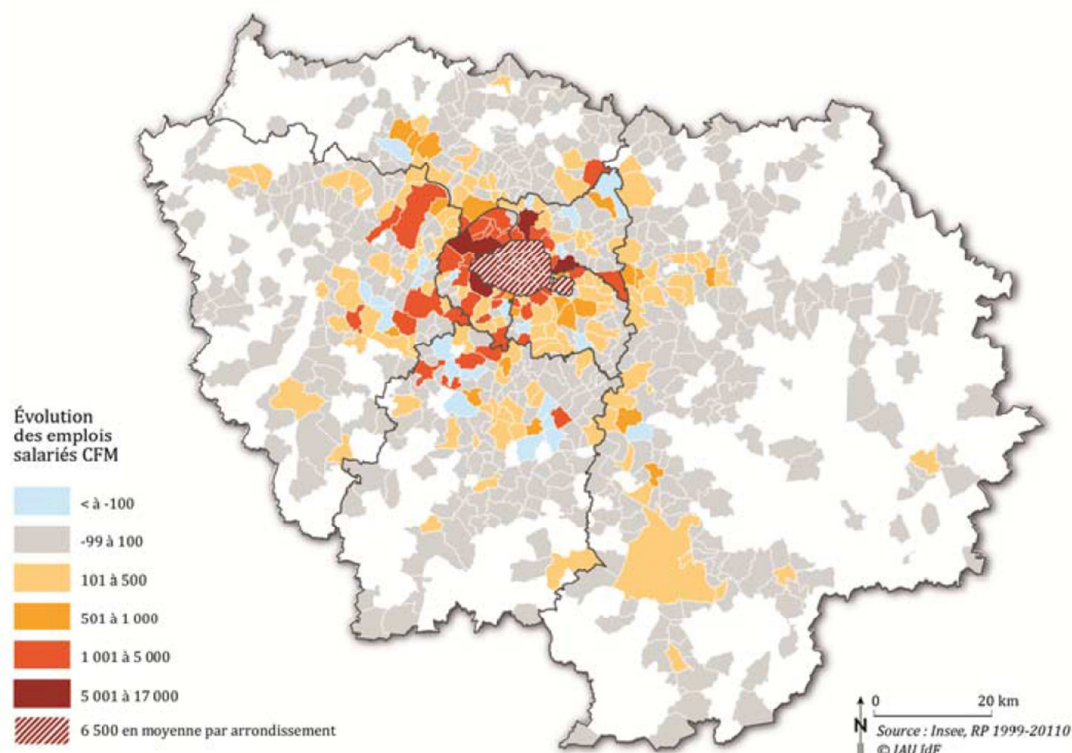 Évolution
des emplois
salariés CFM
< à -100
-99 à 100
101 à 500
501 à 1 000
1 001 à 5 000
5 001 à 17 000
6 500 en moyenne par arrondissement
0 20 km
N
Source : Insee, RP 1999-20110
© IAU IdF